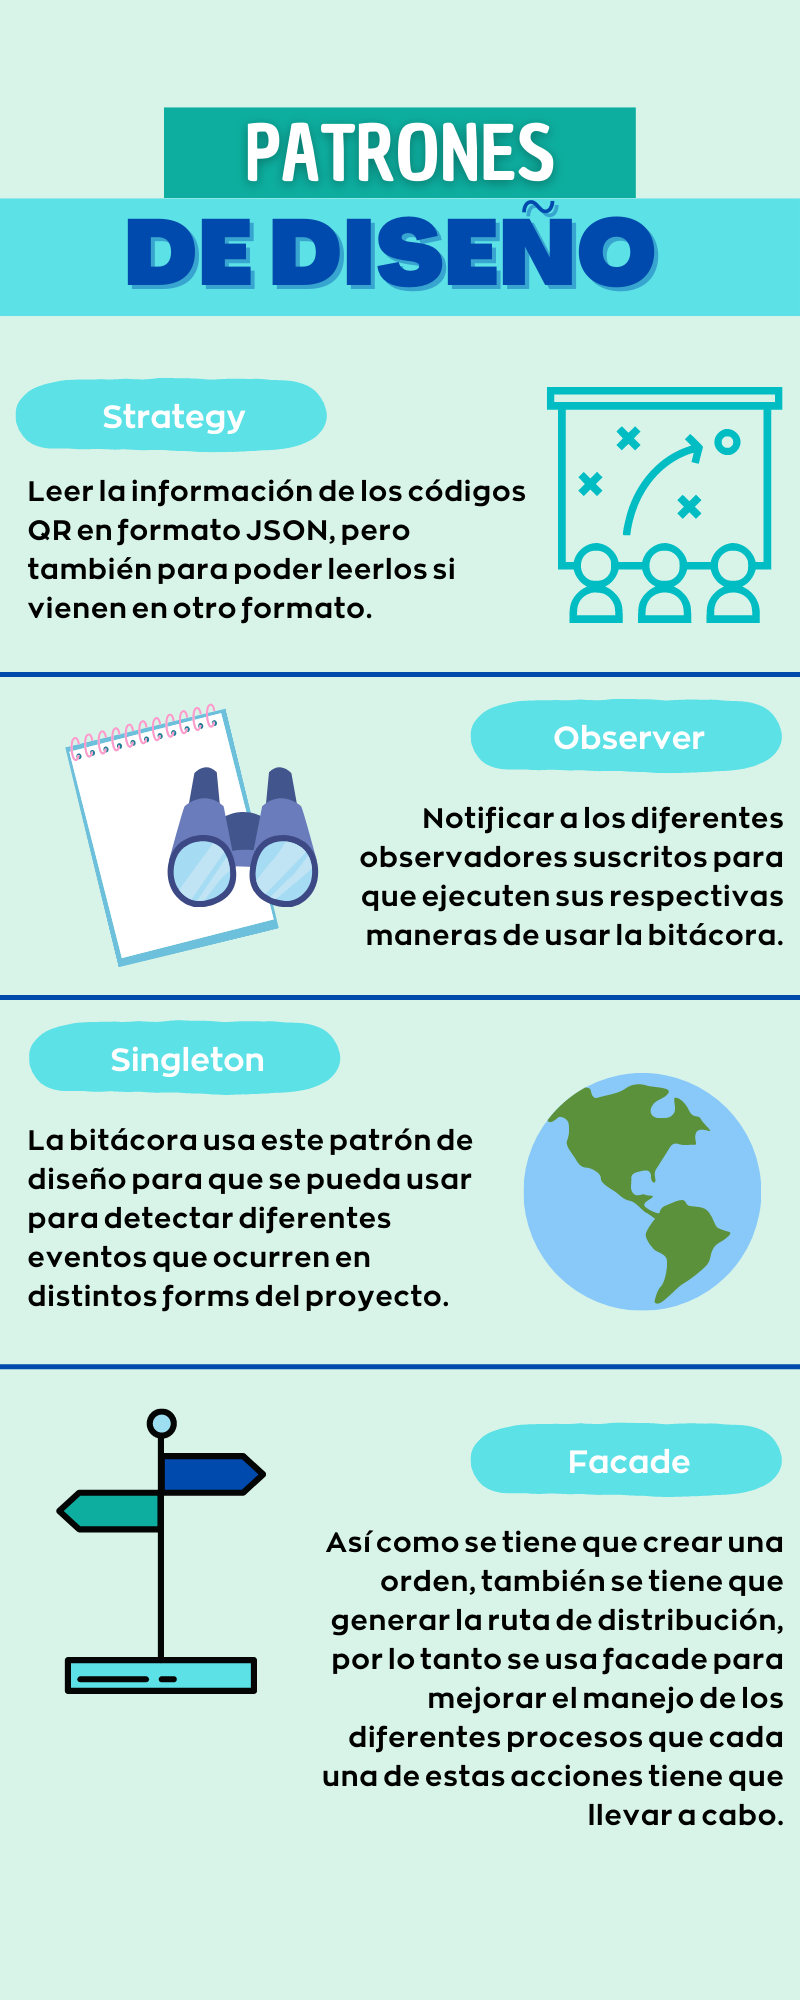 PATRONES
DE DISEÑO
Strategy
Leer la información de los códigos
QR en formato JSON, pero
también para poder leerlos si
vienen en otro formato.
Observer
Notificar a los diferentes
observadores suscritos para
que ejecuten sus respectivas
maneras de usar la bitácora.
Singleton
La bitácora usa este patrón de
diseño para que se pueda usar
para detectar diferentes
eventos que ocurren en
distintos forms del proyecto.
Facade
Así como se tiene que crear una
orden, también se tiene que
generar la ruta de distribución,
por lo tanto se usa facade para
mejorar el manejo de los
diferentes procesos que cada
una de estas acciones tiene que
llevar a cabo.